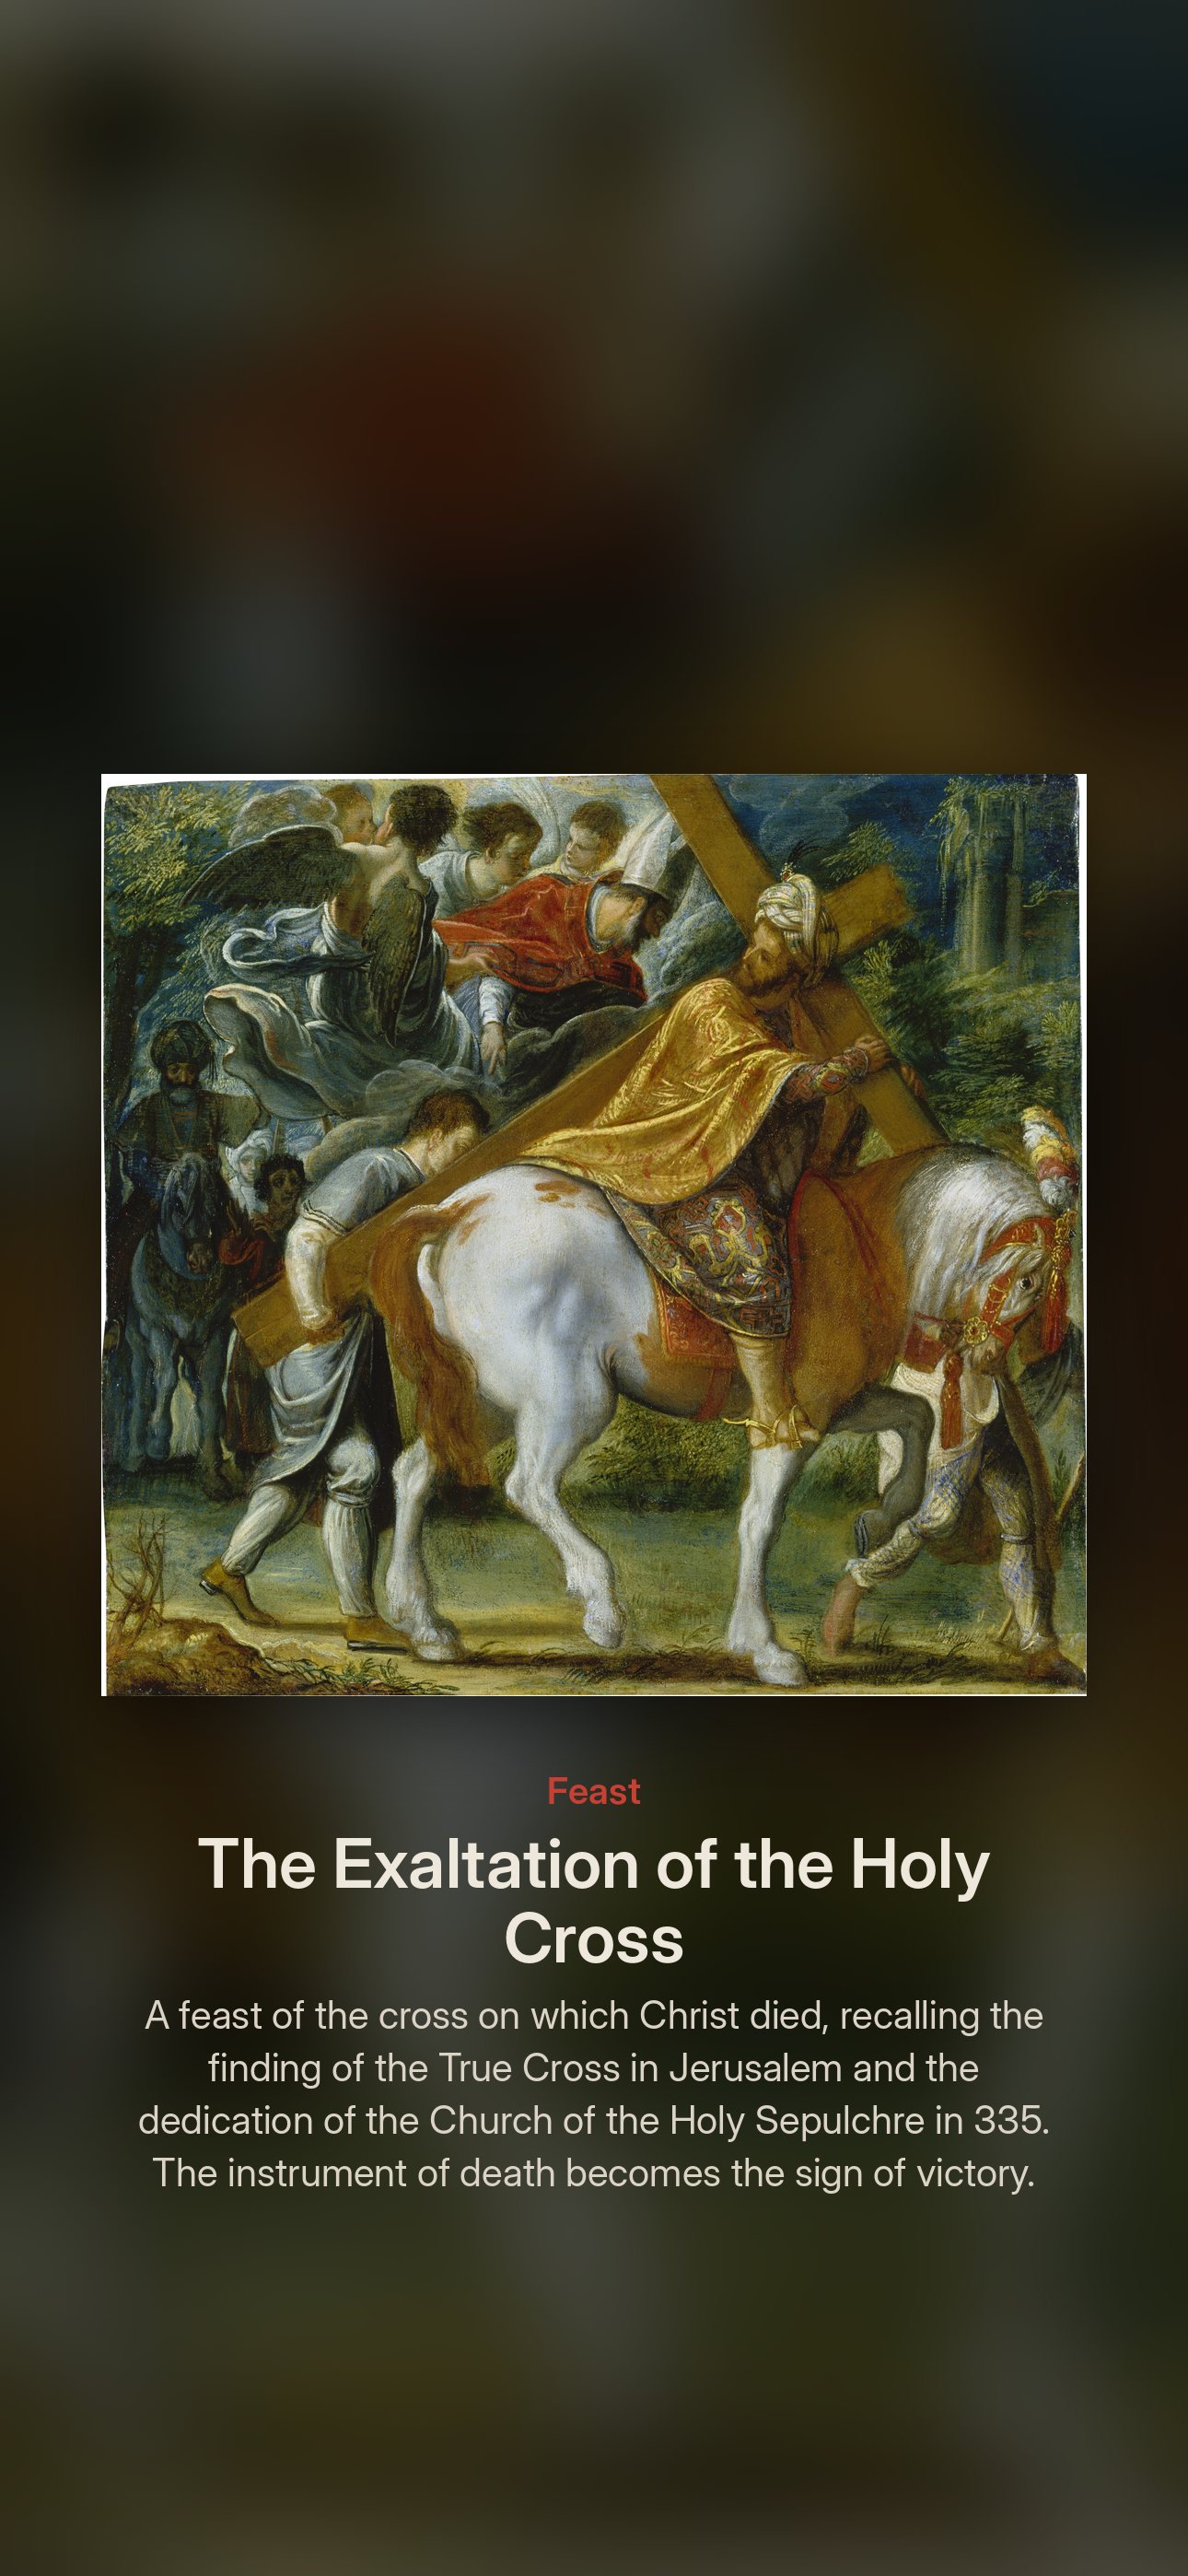 Feast
The Exaltation of the Holy
Cross
A feast of the cross on which Christ died, recalling the
finding of the True Cross in Jerusalem and the
dedication of the Church of the Holy Sepulchre in 335.
The instrument of death becomes the sign of victory.